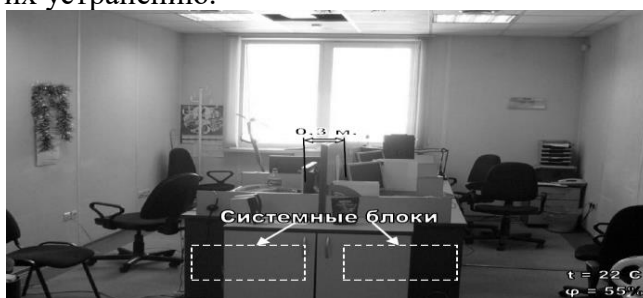 их устранению.
0.3 м.
Системные блоки
t = 22 C
φ = 55%